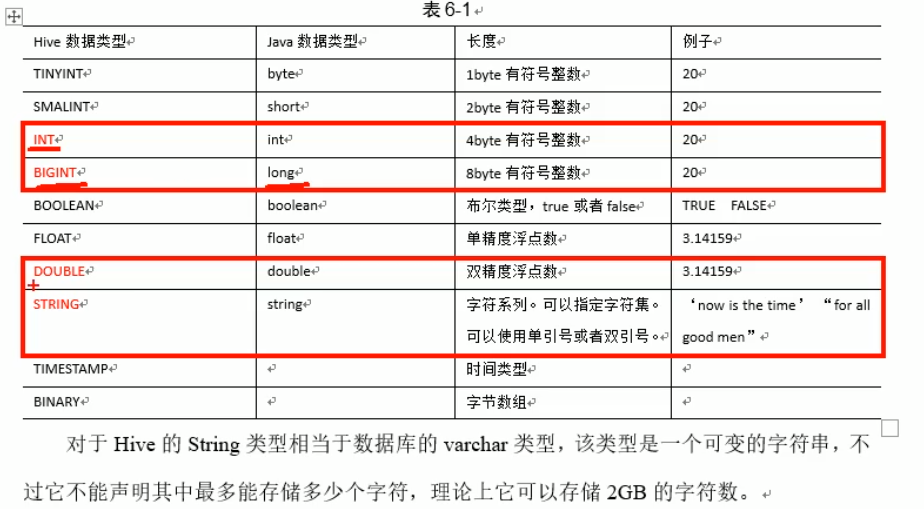 表 6-1
Hive 数据类型 Java 数据类型 长度 例子
TINYINT byte 1byte 有符号整数 20
SMALINT short 2byte 有符号整数 20
INT int 4byte 有符号整数 20
BIGINT long 8byte 有符号整数 20
BOOLEAN boolean 布尔类型，true 或者 false TRUE FALSE
FLOAT float 单精度浮点数 3.14159
DOUBLE double 双精度浮点数 3.14159
STRING string 字符系列。可以指定字符集。 ‘now is the time’ “for all
可以使用单引号或者双引号。 good men”
TIMESTAMP 时间类型
BINARY 字节数组
对于 Hive 的 String 类型相当于数据库的 varchar 类型，该类型是一个可变的字符串，不
过它不能声明其中最多能存储多少个字符，理论上它可以存储 2GB 的字符数。